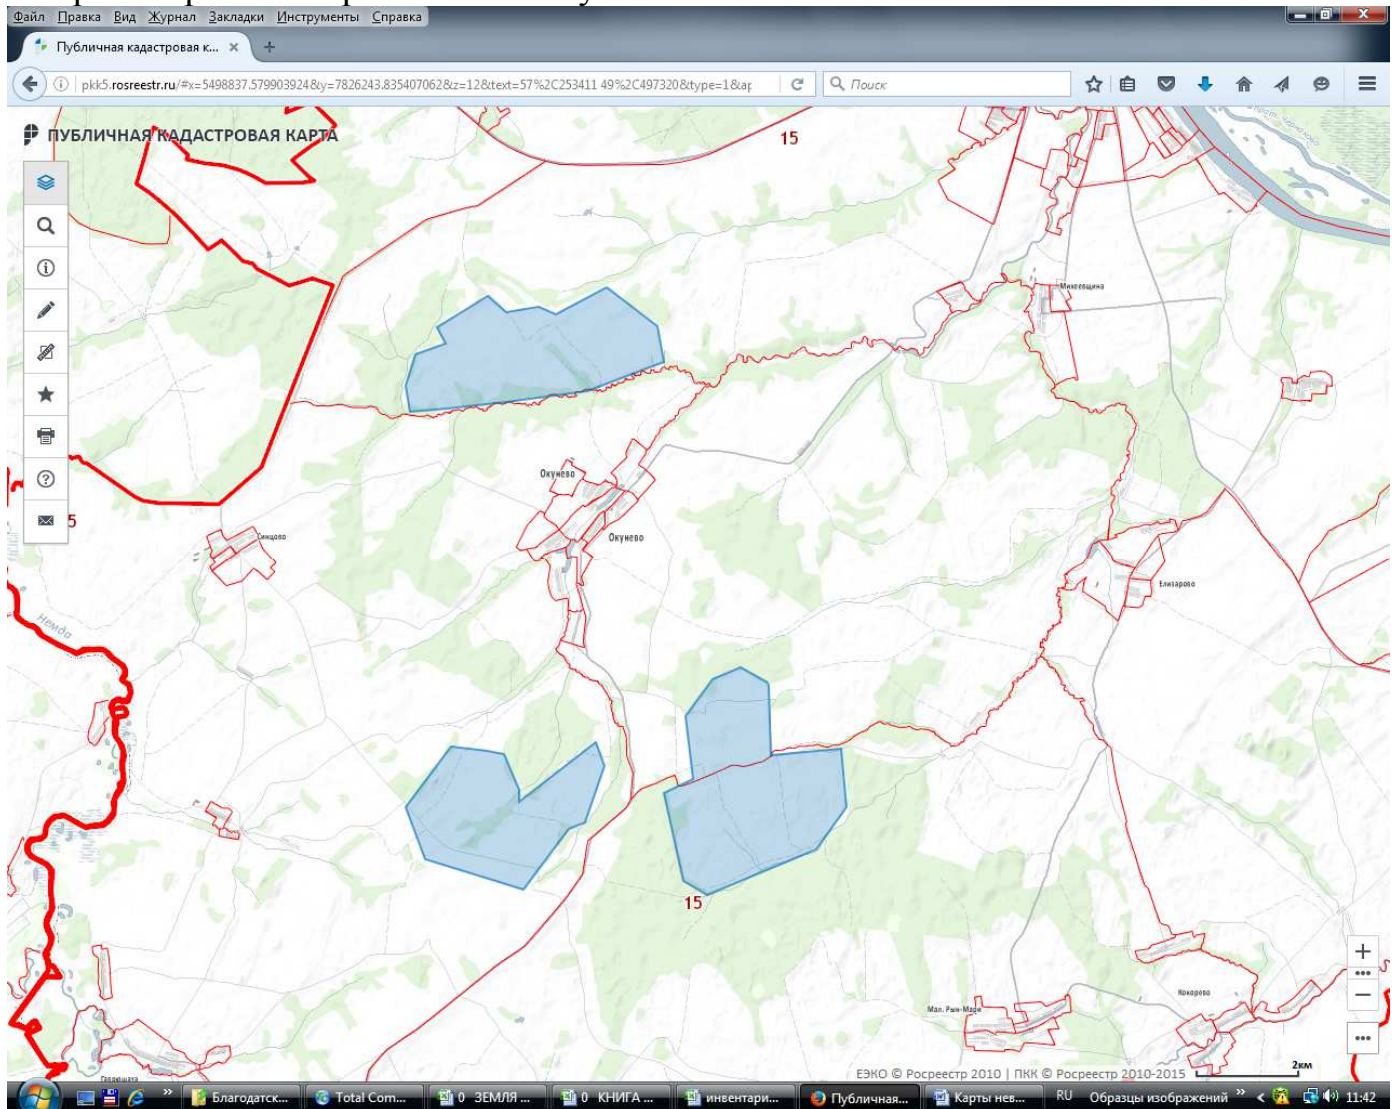 Файл Правка Вид Журнал Закладки Инструменты Справка
Публичная кадастровая к... × +
pkk5.rosreestr.ru/#x=5498837.579903924&y=7826243.835407062&z=12&text=57%2C253411 49%2C497320&type=1&ap
Поиск
ПУБЛИЧНАЯ КАДАСТРОВАЯ КАРТА
15
Михеевщина
Окунево
5
Синцово
Окунево
Елизарово
Немда
15
Кокорево
Мал. Рын-Мари
2км
ЕЭКО © Росреестр 2010 | ПКК © Росреестр 2010-2015
Благодатск... Total Com... 0 ЗЕМЛЯ ... 0 КНИГА ... инвентари... Публичная... Карты нев... RU Образцы изображений » < 11:42